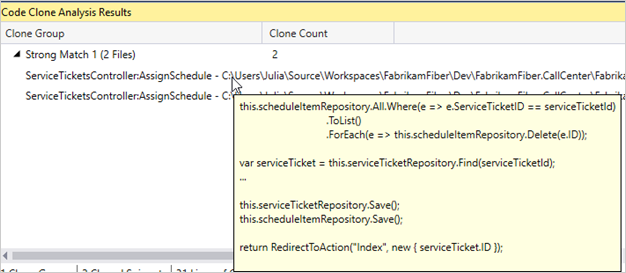 Code Clone Analysis Results
Clone Group Clone Count
Strong Match 1 (2 Files) 2
ServiceTicketsController:AssignSchedule - C:\Users\Julia\Source\Workspaces\FabrikamFiber\Dev\FabrikamFiber.CallCenter\Fabrika
ServiceTicketsController:AssignSchedule - C:
this.scheduleItemRepository.All.Where(e => e.ServiceTicketID == serviceTicketId)
.ToList()
.ForEach(e => this.scheduleItemRepository.Delete(e.ID));
var serviceTicket = this.serviceTicketRepository.Find(serviceTicketId);
...
this.serviceTicketRepository.Save();
this.scheduleItemRepository.Save();
return RedirectToAction("Index", new { serviceTicket.ID });